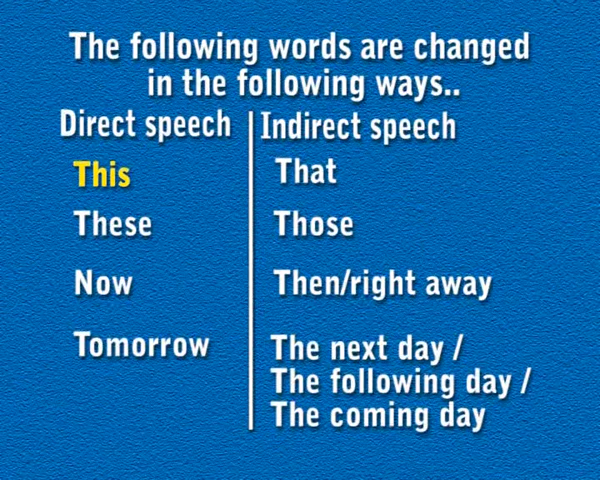 The following words are changed
in the following ways..
Direct speech Indirect speech
This That
These Those
Now Then/right away
Tomorrow The next day /
The following day /
The coming day